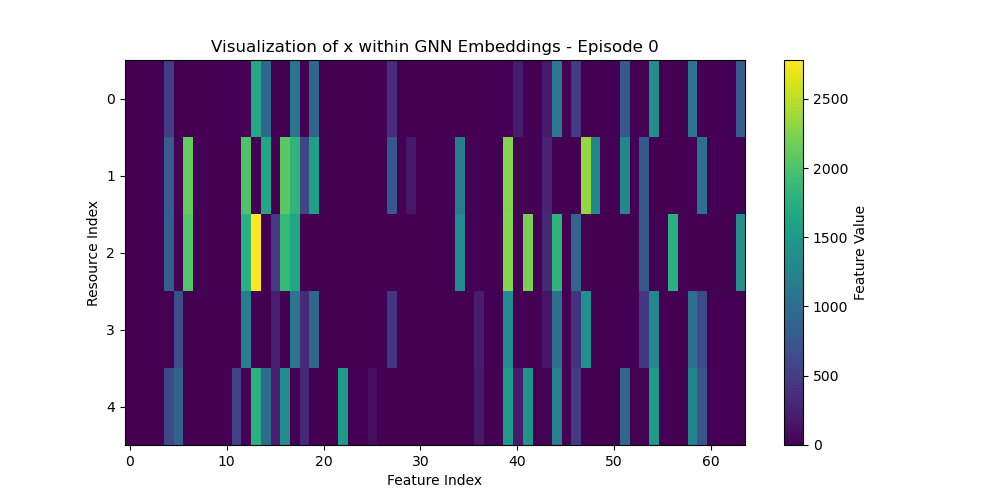 Visualization of x within GNN Embeddings - Episode 0
Resource Index
0
1
2
3
4
0 10 20 30 40 50 60
Feature Index
2500
2000
1500
1000
500
0
Feature Value